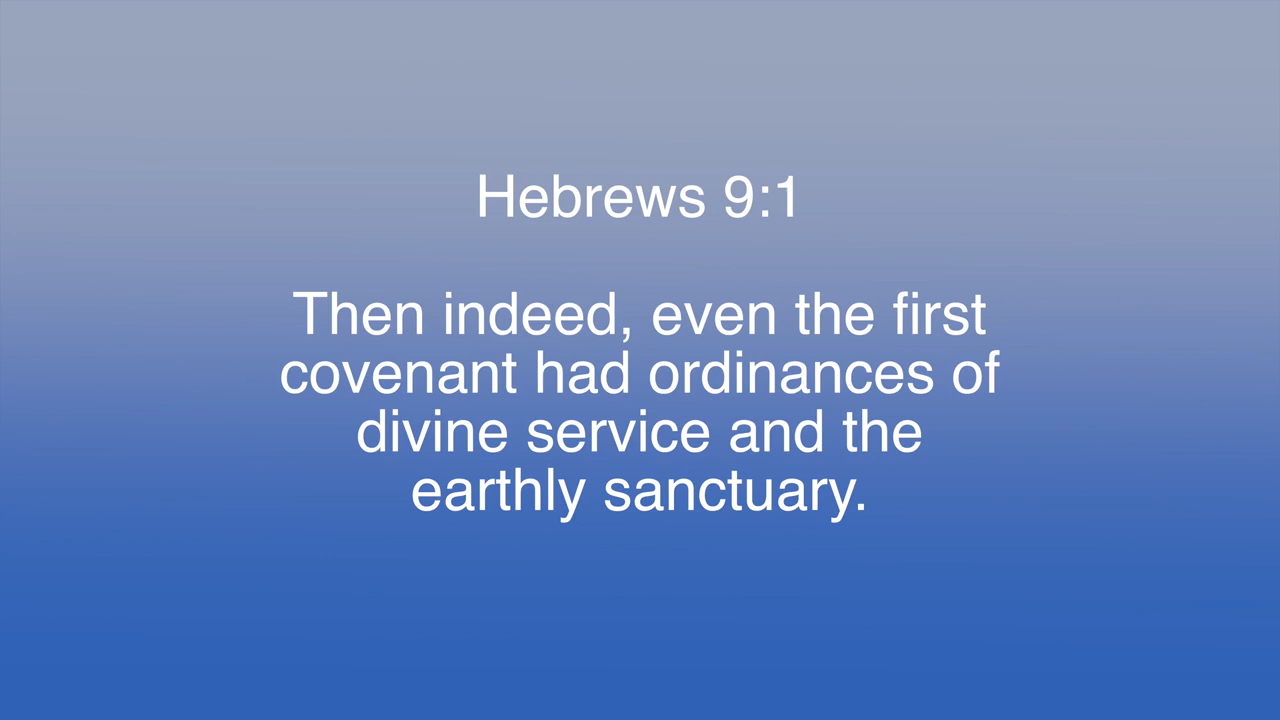 Hebrews 9:1
Then indeed, even the first
covenant had ordinances of
divine service and the
earthly sanctuary.